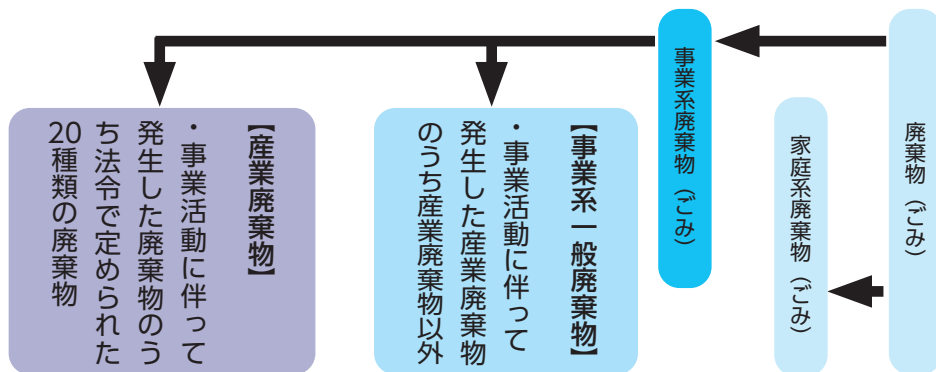 廃棄物（ごみ）
家庭系廃棄物（ごみ）
事業系廃棄物（ごみ）
【事業系一般廃棄物】
・事業活動に伴って
発生した産業廃棄物
のうち産業廃棄物以外
【産業廃棄物】
・事業活動に伴って
発生した廃棄物のう
ち法令で定められた
20種類の廃棄物